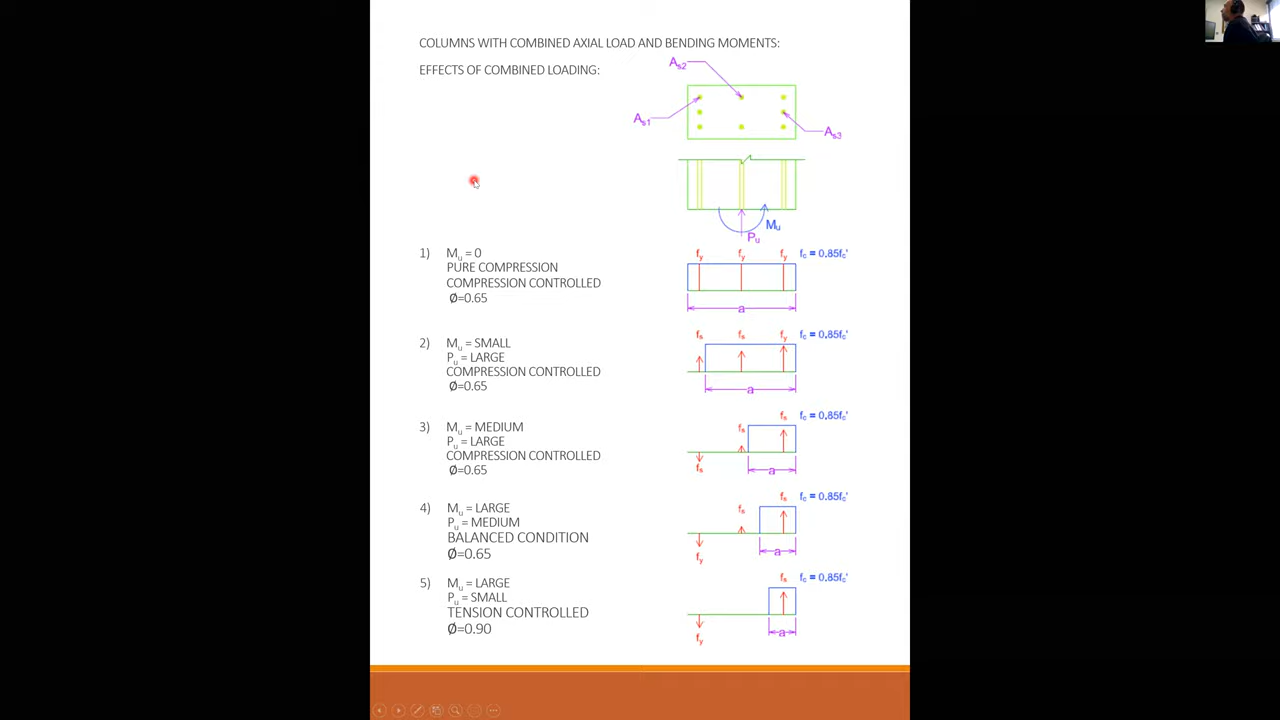 COLUMNS WITH COMBINED AXIAL LOAD AND BENDING MOMENTS:
EFFECTS OF COMBINED LOADING:
As2
As1
As3
Mu
Pu
1) Mu = 0
PURE COMPRESSION
COMPRESSION CONTROLLED
Ø=0.65
fy fy fy fc = 0.85fc'
a
2) Mu = SMALL
Pu = LARGE
COMPRESSION CONTROLLED
Ø=0.65
fs fs fy fc = 0.85fc'
a
3) Mu = MEDIUM
Pu = LARGE
COMPRESSION CONTROLLED
Ø=0.65
fs fc = 0.85fc'
fs
fs
a
4) Mu = LARGE
Pu = MEDIUM
BALANCED CONDITION
Ø=0.65
fs fc = 0.85fc'
fs
fy
a
5) Mu = LARGE
Pu = SMALL
TENSION CONTROLLED
Ø=0.90
fs fc = 0.85fc'
fy
a